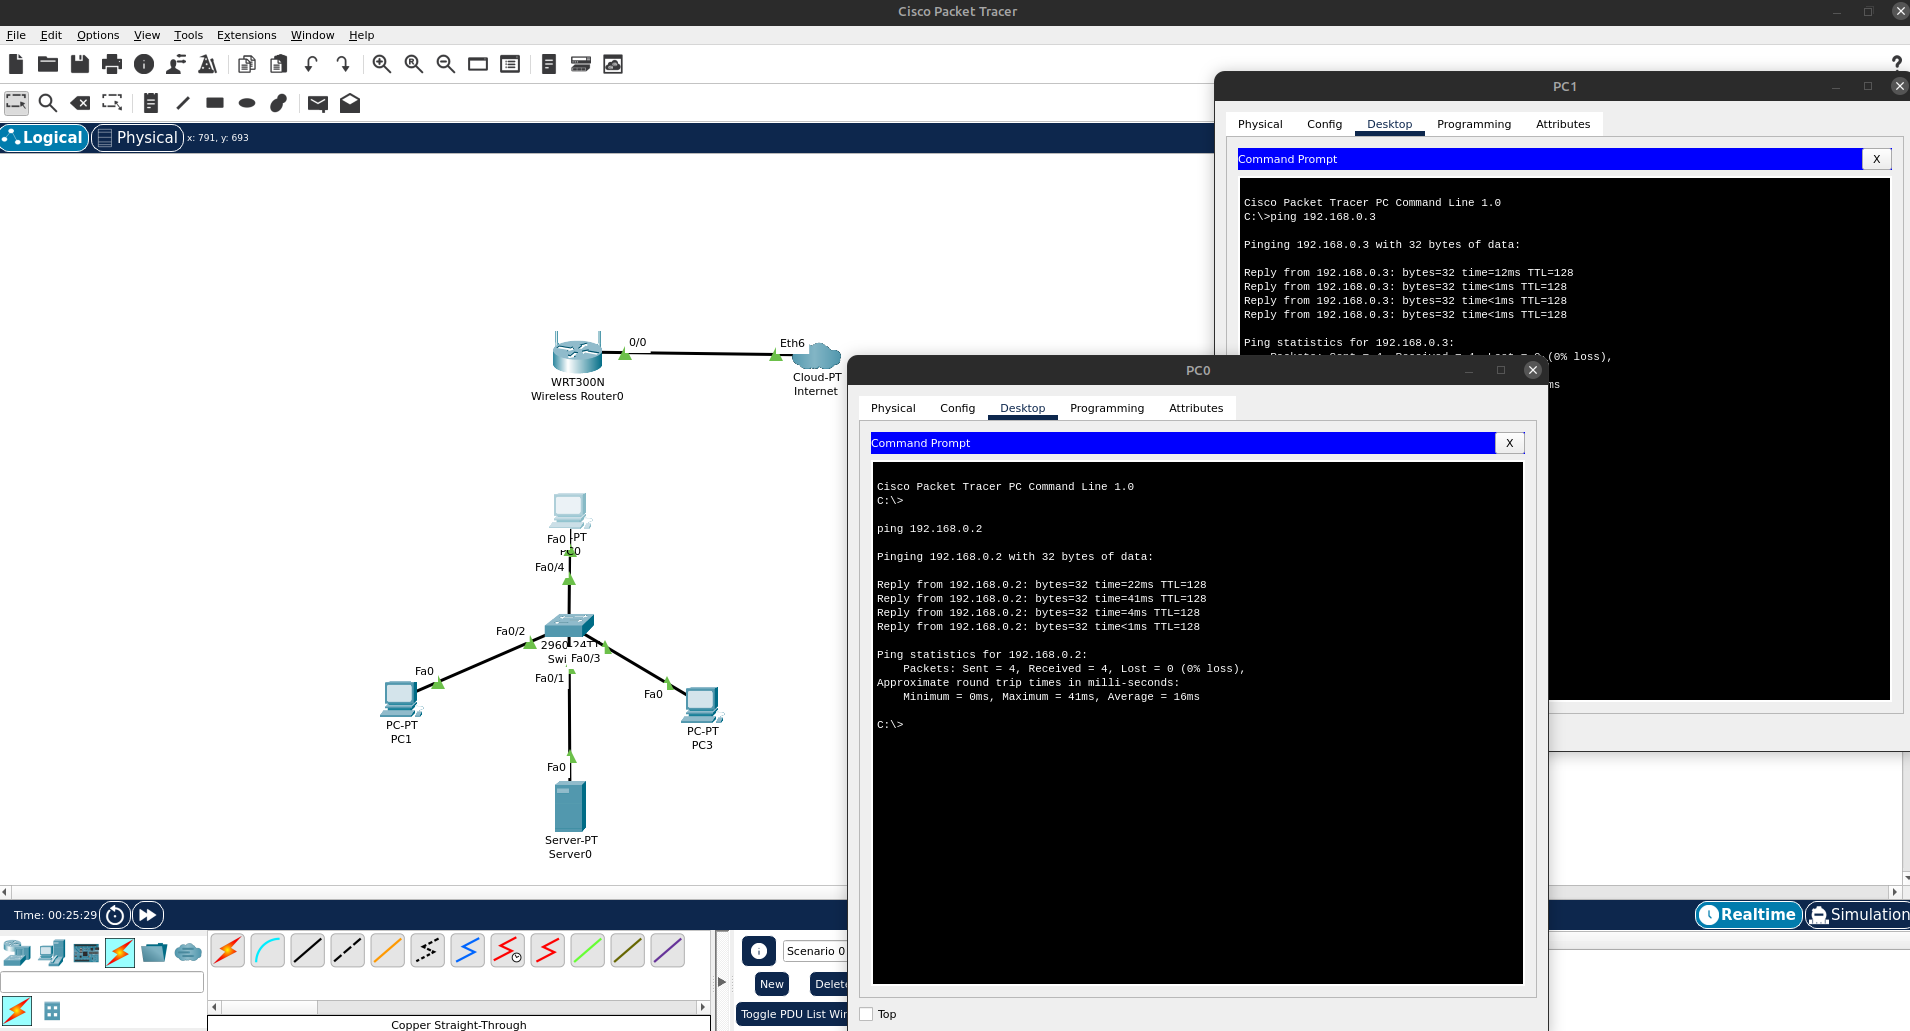 Cisco Packet Tracer
File Edit Options View Tools Extensions Window Help
Logical Physical x: 791, y: 693
0/0
Eth6
WRT300N
Wireless Router0
Cloud-PT
Internet
Fa0
-PT
Fa0/4
Fa0/2
Fa0/3
Fa0/1
Fa0
PC-PT
PC1
Fa0
PC-PT
PC3
Fa0
Server-PT
Server0
PC1
Physical Config Desktop Programming Attributes
Command Prompt X
Cisco Packet Tracer PC Command Line 1.0
C:\>ping 192.168.0.3
Pinging 192.168.0.3 with 32 bytes of data:
Reply from 192.168.0.3: bytes=32 time=12ms TTL=128
Reply from 192.168.0.3: bytes=32 time<1ms TTL=128
Reply from 192.168.0.3: bytes=32 time<1ms TTL=128
Reply from 192.168.0.3: bytes=32 time<1ms TTL=128
Ping statistics for 192.168.0.3:
(0% loss),
ms
PC0
Physical Config Desktop Programming Attributes
Command Prompt X
Cisco Packet Tracer PC Command Line 1.0
C:\>
ping 192.168.0.2
Pinging 192.168.0.2 with 32 bytes of data:
Reply from 192.168.0.2: bytes=32 time=22ms TTL=128
Reply from 192.168.0.2: bytes=32 time=41ms TTL=128
Reply from 192.168.0.2: bytes=32 time=4ms TTL=128
Reply from 192.168.0.2: bytes=32 time<1ms TTL=128
Ping statistics for 192.168.0.2:
Packets: Sent = 4, Received = 4, Lost = 0 (0% loss),
Approximate round trip times in milli-seconds:
Minimum = 0ms, Maximum = 41ms, Average = 16ms
C:\>
Top
Time: 00:25:29
Realtime Simulation
Scenario 0
New Delete
Toggle PDU List Wi
Copper Straight-Through